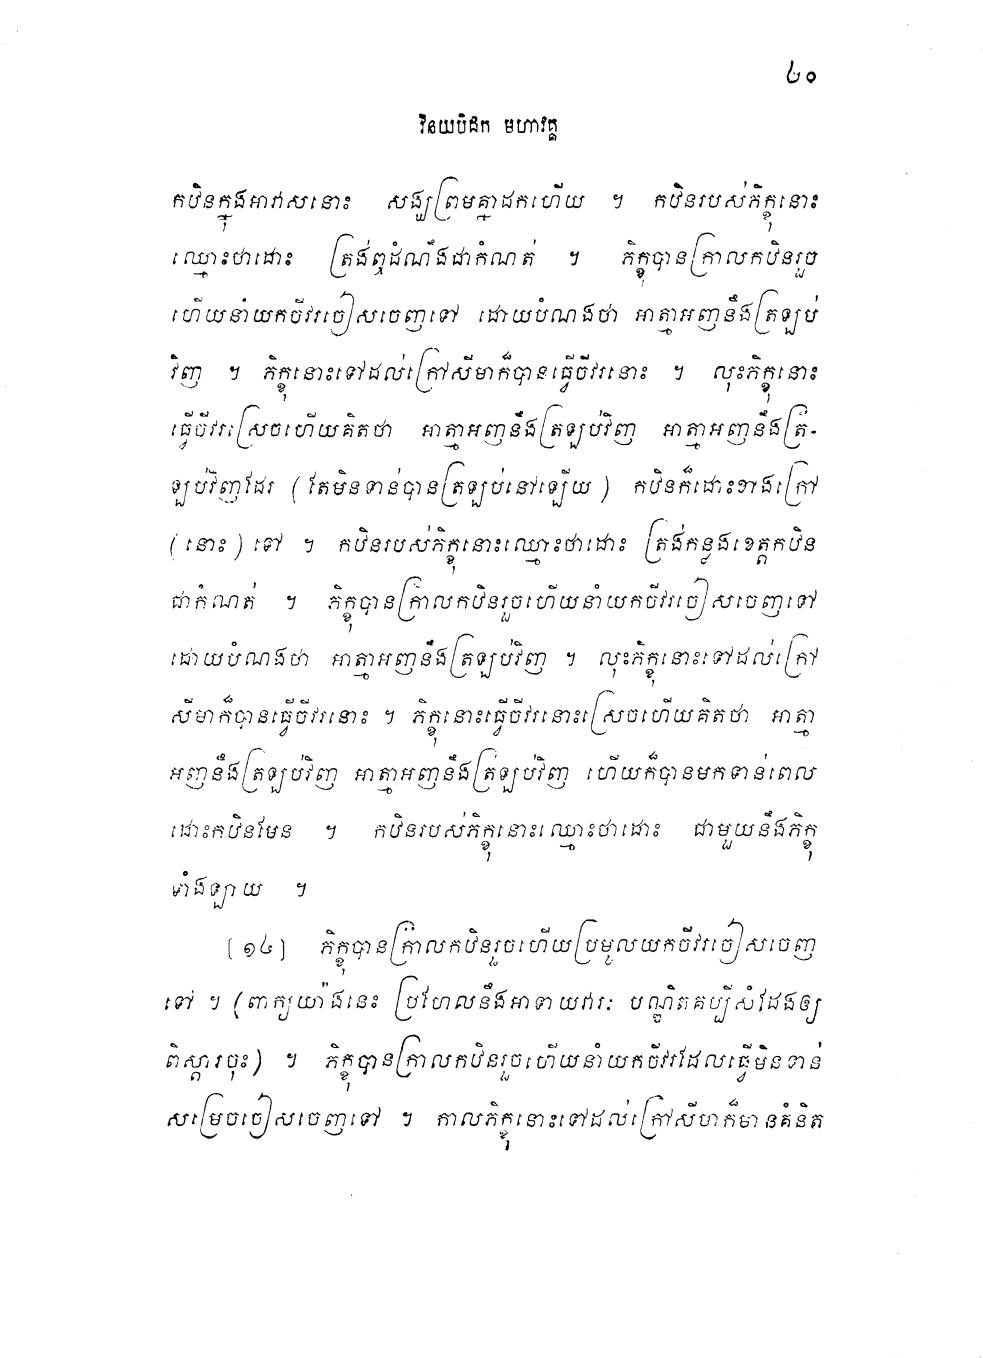 ៤០
វិនយបិដក មហាវគ្គ
កឋិនក្នុងអាវាសនោះ សង្ឃព្រមគ្នាដកហើយ ។ កឋិនរបស់ភិក្ខុនោះ
ឈ្មោះថាដោះ ត្រង់ឮដំណឹងជាកំណត់ ។ ភិក្ខុបានក្រាលកឋិនរួច
ហើយនាំយកចីវរចៀសចេញទៅ ដោយបំណងថា អាត្មាអញនឹងត្រឡប់
វិញ ។ ភិក្ខុនោះទៅដល់ក្រៅសីមាក៏បានធ្វើចីវរនោះ ។ លុះភិក្ខុនោះ
ធ្វើចីវរស្រេចហើយគិតថា អាត្មាអញនឹងត្រឡប់វិញ អាត្មាអញនឹងត្រ-
ឡប់វិញដែរ (តែមិនទាន់បានត្រឡប់នៅឡើយ) កឋិនក៏ដោះខាងក្រៅ
(នោះ) ទៅ ។ កឋិនរបស់ភិក្ខុនោះឈ្មោះថាដោះ ត្រង់កន្លងខេត្តកឋិន
ជាកំណត់ ។ ភិក្ខុបានក្រាលកឋិនរួចហើយនាំយកចីវរចៀសចេញទៅ
ដោយបំណងថា អាត្មាអញនឹងត្រឡប់វិញ ។ លុះភិក្ខុនោះទៅដល់ក្រៅ
សីមាក៏បានធ្វើចីវរនោះ ។ ភិក្ខុនោះធ្វើចីវរនោះស្រេចហើយគិតថា អាត្មា
អញនឹងត្រឡប់វិញ អាត្មាអញនឹងត្រឡប់វិញ ហើយក៏បានមកទាន់ពេល
ដោះកឋិនមែន ។ កឋិនរបស់ភិក្ខុនោះឈ្មោះថាដោះ ជាមួយនឹងភិក្ខុ
ទាំងឡាយ ។
[១៤] ភិក្ខុបានក្រាលកឋិនរួចហើយប្រមូលយកចីវរចៀសចេញ
ទៅ ។ (ពាក្យយ៉ាងនេះ ប្រហែលនឹងអាទាយវារៈ បណ្ឌិតគប្បីសំដែងឲ្យ
ពិស្តារចុះ) ។ ភិក្ខុបានក្រាលកឋិនរួចហើយនាំយកចីវរដែលធ្វើមិនទាន់
សម្រេចចៀសចេញទៅ ។ កាលភិក្ខុនោះទៅដល់ក្រៅសីមាក៏មានគំនិត